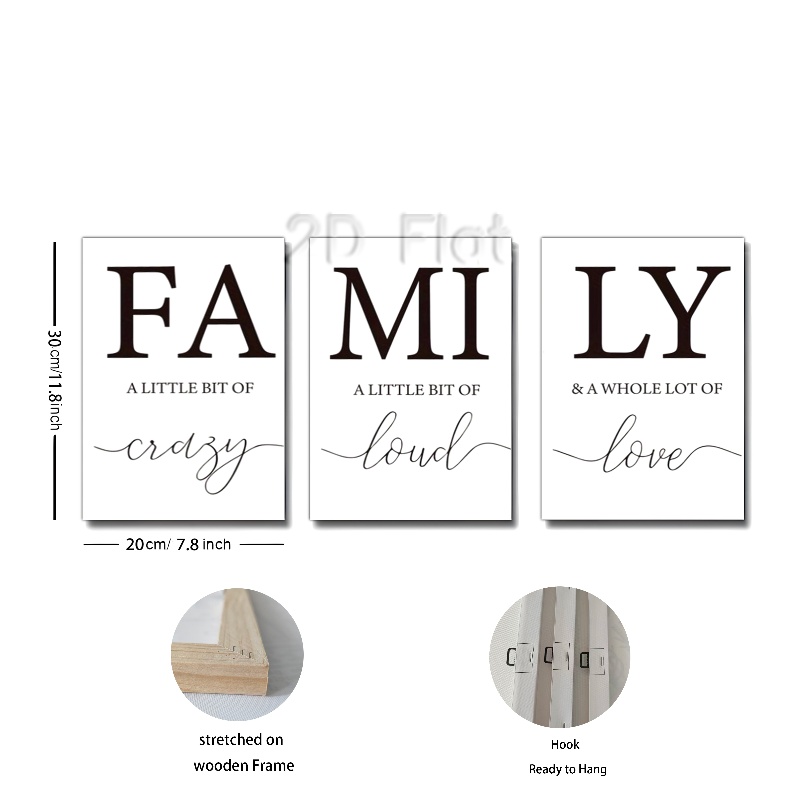 2D Flat
FA
A LITTLE BIT OF
crazy
MI
A LITTLE BIT OF
loud
LY
& A WHOLE LOT OF
love
30cm/11.8inch
20cm/ 7.8 inch
stretched on
wooden Frame
Hook
Ready to Hang